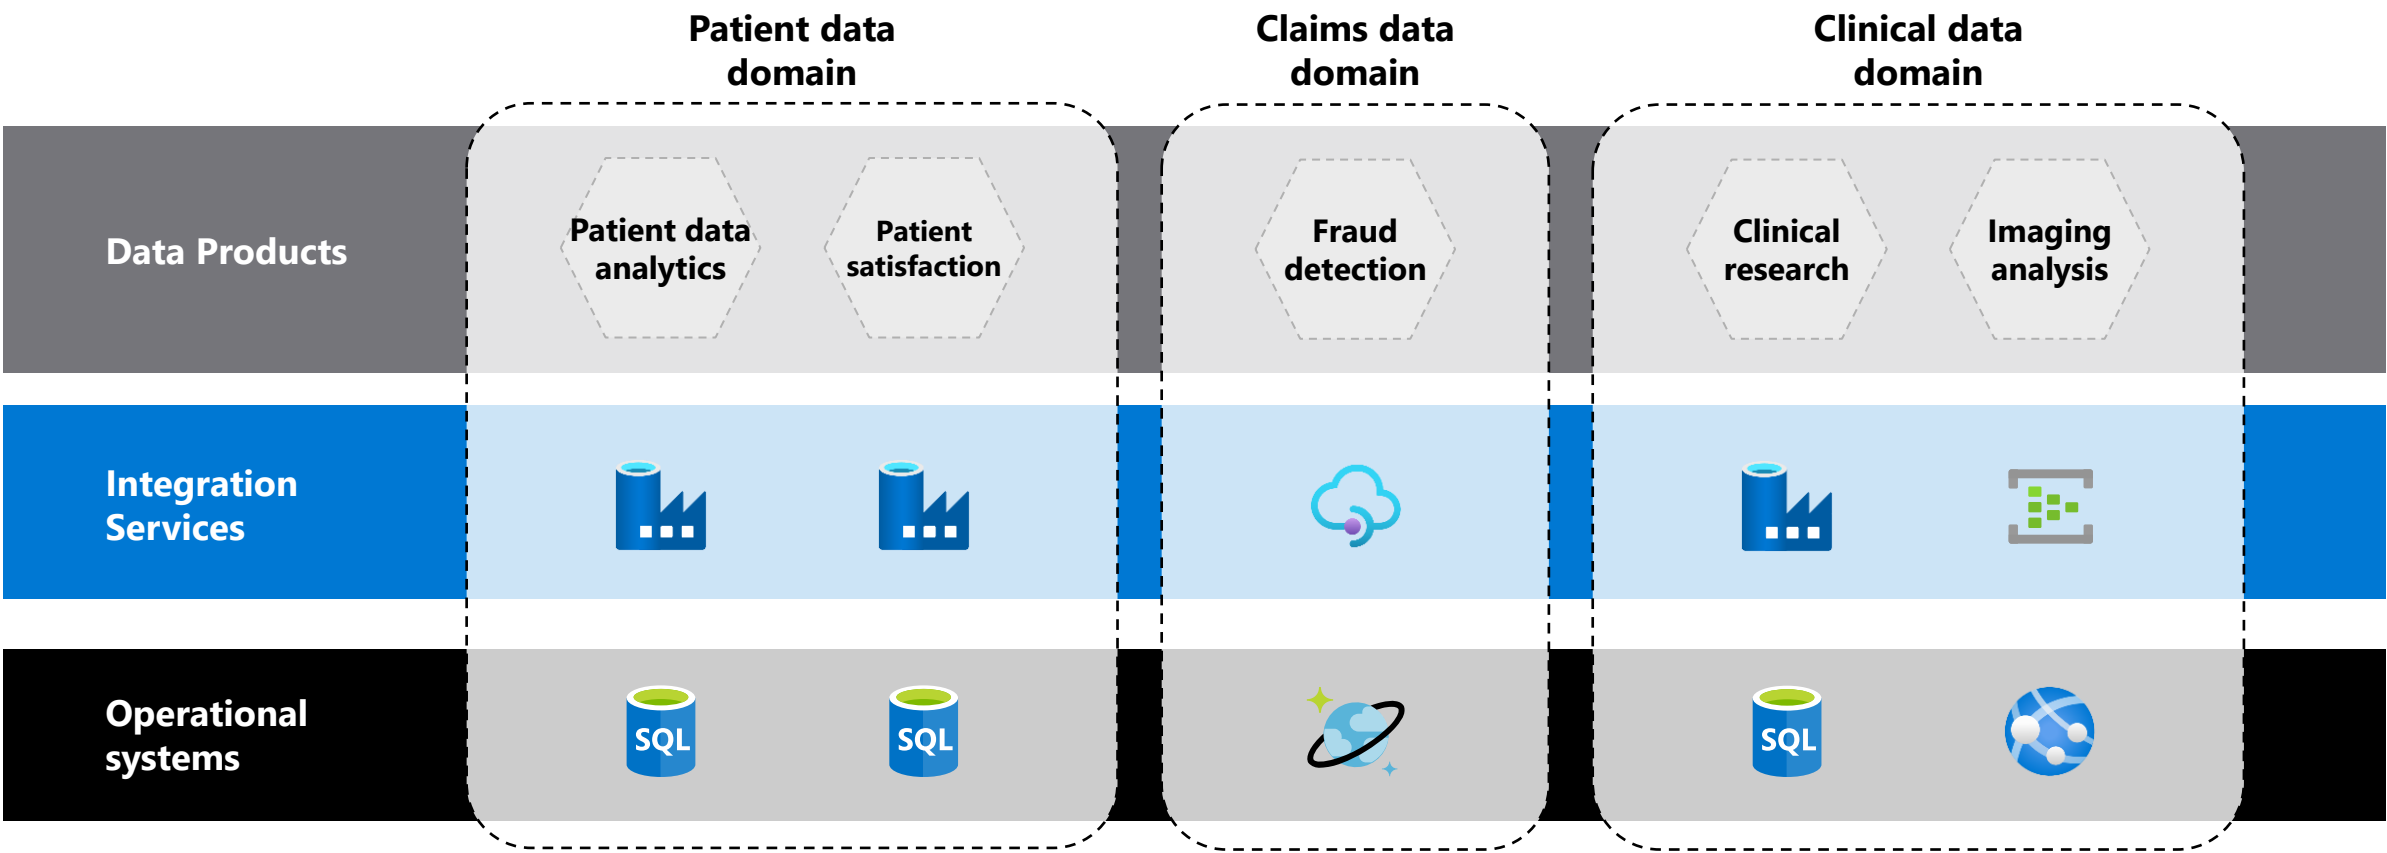 Patient data
domain
Claims data
domain
Clinical data
domain
Data Products
Patient data
analytics
Patient
satisfaction
Fraud
detection
Clinical
research
Imaging
analysis
Integration
Services
Operational
systems
SQL
SQL
SQL